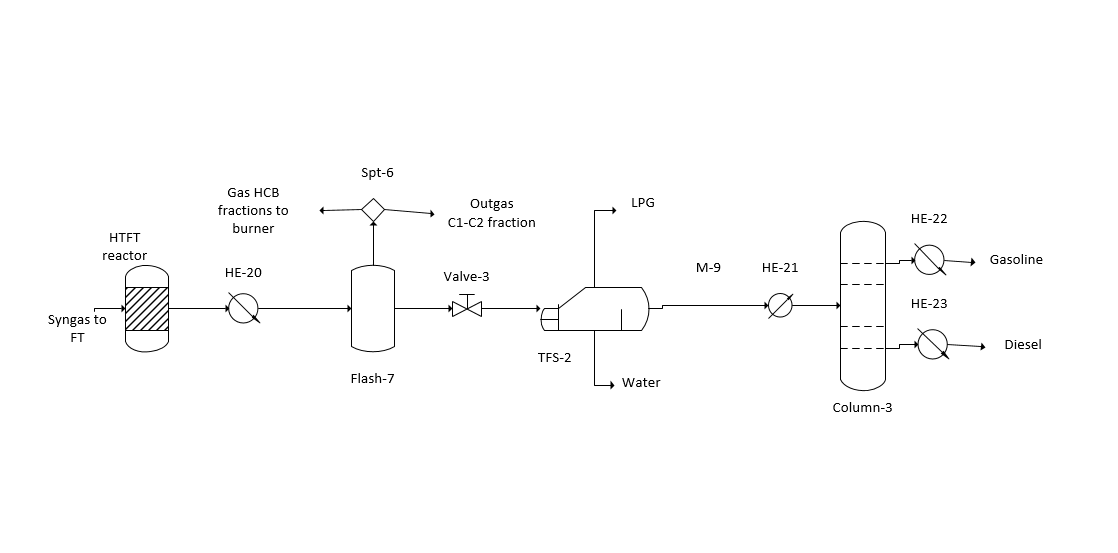 Spt-6
Gas HCB
fractions to
burner
Outgas
C1-C2 fraction
LPG
HTFT
reactor
HE-20
Valve-3
M-9
HE-21
HE-22
Gasoline
HE-23
Syngas to
FT
Diesel
TFS-2
Flash-7
Water
Column-3